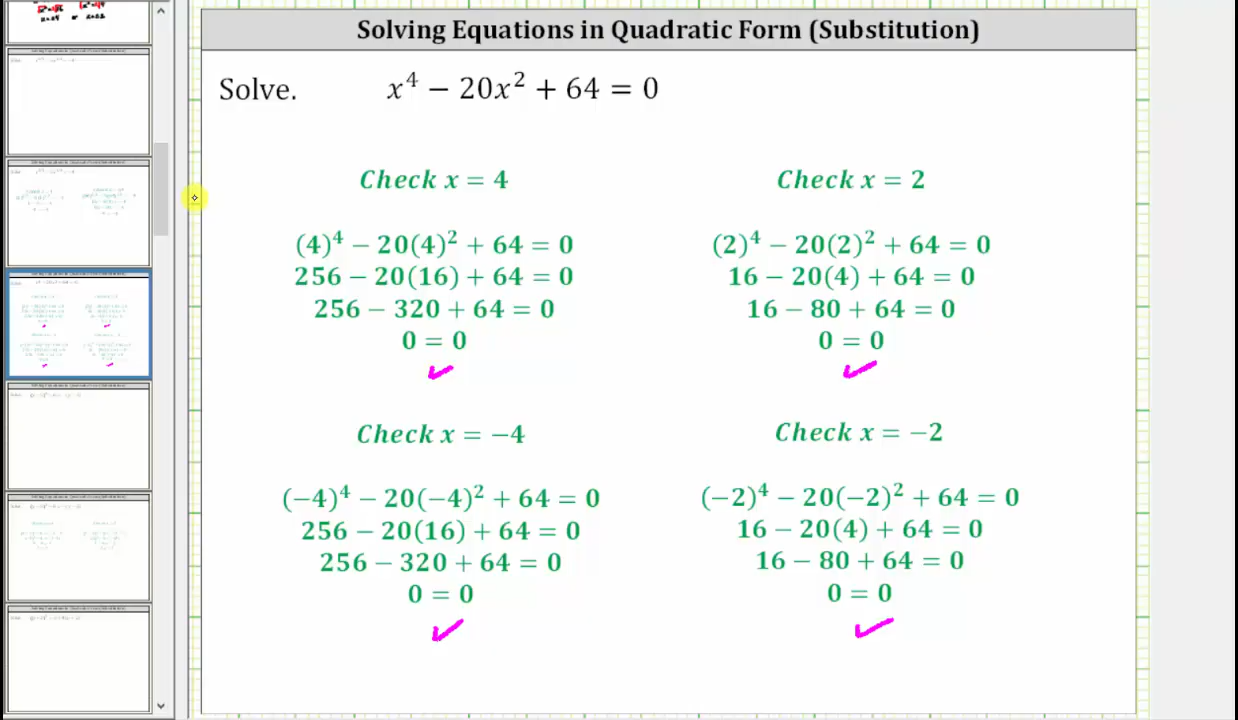 Solving Equations in Quadratic Form (Substitution)
Solve. x⁴ − 20x² + 64 = 0
Check x = 4
(4)⁴ − 20(4)² + 64 = 0
256 − 20(16) + 64 = 0
256 − 320 + 64 = 0
0 = 0
Check x = 2
(2)⁴ − 20(2)² + 64 = 0
16 − 20(4) + 64 = 0
16 − 80 + 64 = 0
0 = 0
Check x = −4
(−4)⁴ − 20(−4)² + 64 = 0
256 − 20(16) + 64 = 0
256 − 320 + 64 = 0
0 = 0
Check x = −2
(−2)⁴ − 20(−2)² + 64 = 0
16 − 20(4) + 64 = 0
16 − 80 + 64 = 0
0 = 0